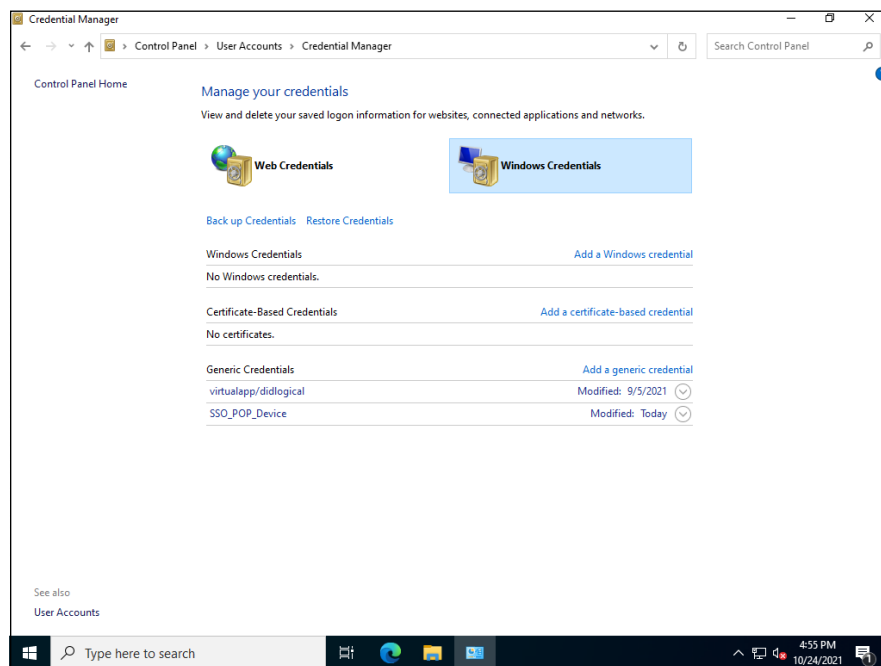 Credential Manager
Control Panel > User Accounts > Credential Manager
Search Control Panel
Control Panel Home
Manage your credentials
View and delete your saved logon information for websites, connected applications and networks.
Web Credentials
Windows Credentials
Back up Credentials Restore Credentials
Windows Credentials Add a Windows credential
No Windows credentials.
Certificate-Based Credentials Add a certificate-based credential
No certificates.
Generic Credentials Add a generic credential
virtualapp/didlogical Modified: 9/5/2021
SSO_POP_Device Modified: Today
See also
User Accounts
Type here to search
4:55 PM
10/24/2021
1